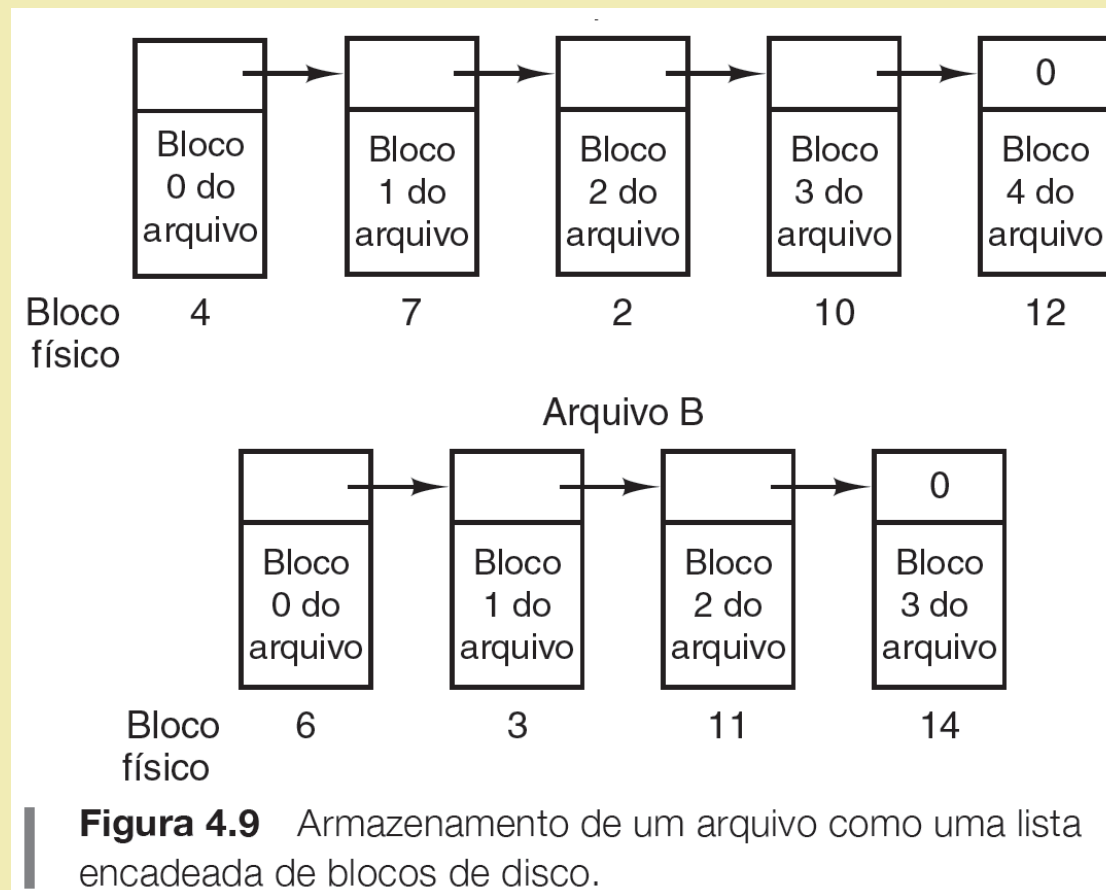 0
Bloco Bloco Bloco Bloco Bloco
0 do 1 do 2 do 3 do 4 do
arquivo arquivo arquivo arquivo arquivo
Bloco 4 7 2 10 12
físico
Arquivo B
0
Bloco Bloco Bloco Bloco
0 do 1 do 2 do 3 do
arquivo arquivo arquivo arquivo
Bloco 6 3 11 14
físico
Figura 4.9 Armazenamento de um arquivo como uma lista
encadeada de blocos de disco.